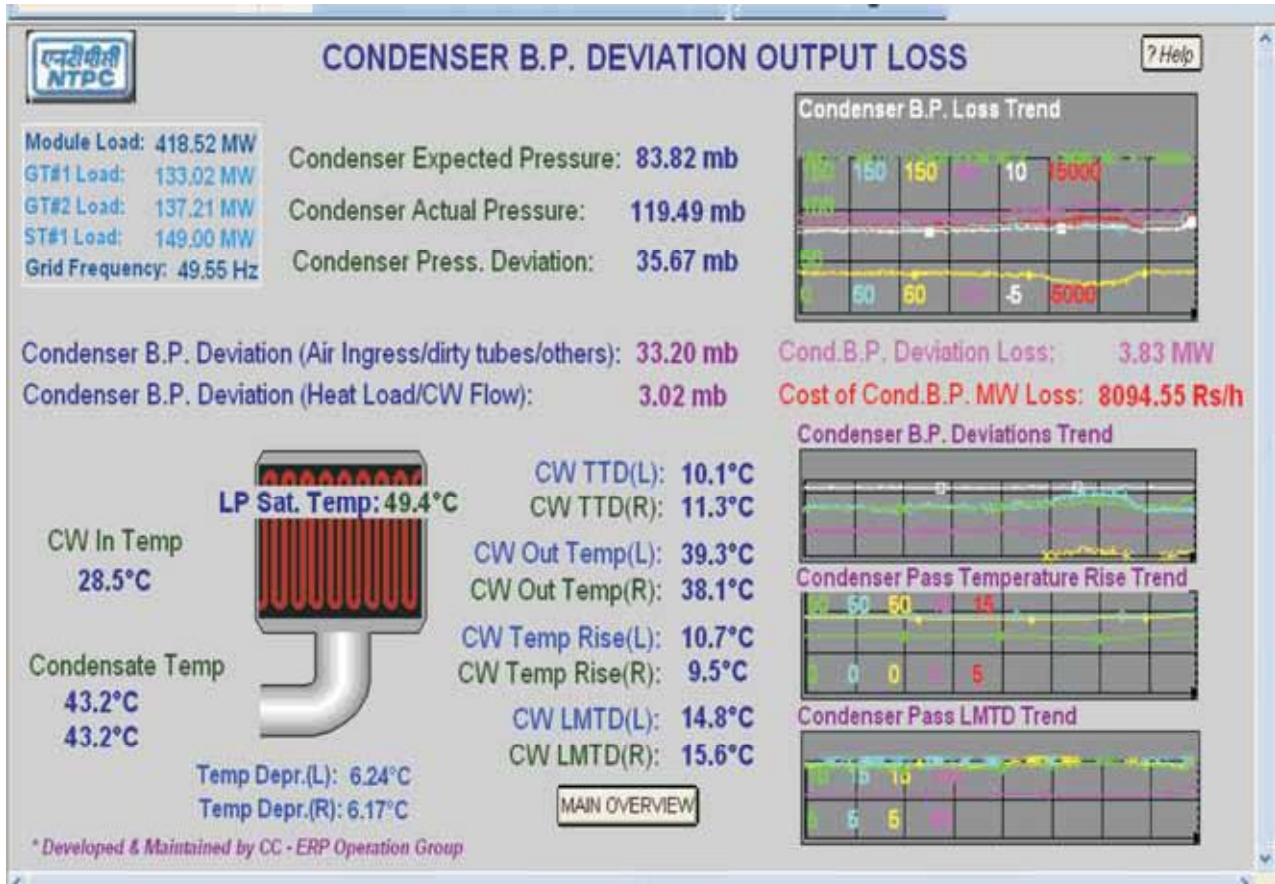 एनटीपीसी
NTPC
CONDENSER B.P. DEVIATION OUTPUT LOSS
? Help
Module Load: 418.52 MW
GT#1 Load: 133.02 MW
GT#2 Load: 137.21 MW
ST#1 Load: 149.00 MW
Grid Frequency: 49.55 Hz
Condenser Expected Pressure: 83.82 mb
Condenser Actual Pressure: 119.49 mb
Condenser Press. Deviation: 35.67 mb
Condenser B.P. Loss Trend
150 150 10 15000
100
50
0 60 60 -5 5000
Condenser B.P. Deviation (Air Ingress/dirty tubes/others): 33.20 mb
Condenser B.P. Deviation (Heat Load/CW Flow): 3.02 mb
Cond.B.P. Deviation Loss: 3.83 MW
Cost of Cond.B.P. MW Loss: 8094.55 Rs/h
LP Sat. Temp: 49.4°C
CW In Temp
28.5°C
Condensate Temp
43.2°C
43.2°C
Temp Depr.(L): 6.24°C
Temp Depr.(R): 6.17°C
CW TTD(L): 10.1°C
CW TTD(R): 11.3°C
CW Out Temp(L): 39.3°C
CW Out Temp(R): 38.1°C
CW Temp Rise(L): 10.7°C
CW Temp Rise(R): 9.5°C
CW LMTD(L): 14.8°C
CW LMTD(R): 15.6°C
MAIN OVERVIEW
Condenser B.P. Deviations Trend
Condenser Pass Temperature Rise Trend
50 50 15
0 0 0 5
Condenser Pass LMTD Trend
15 15
5 5 5
* Developed & Maintained by CC - ERP Operation Group